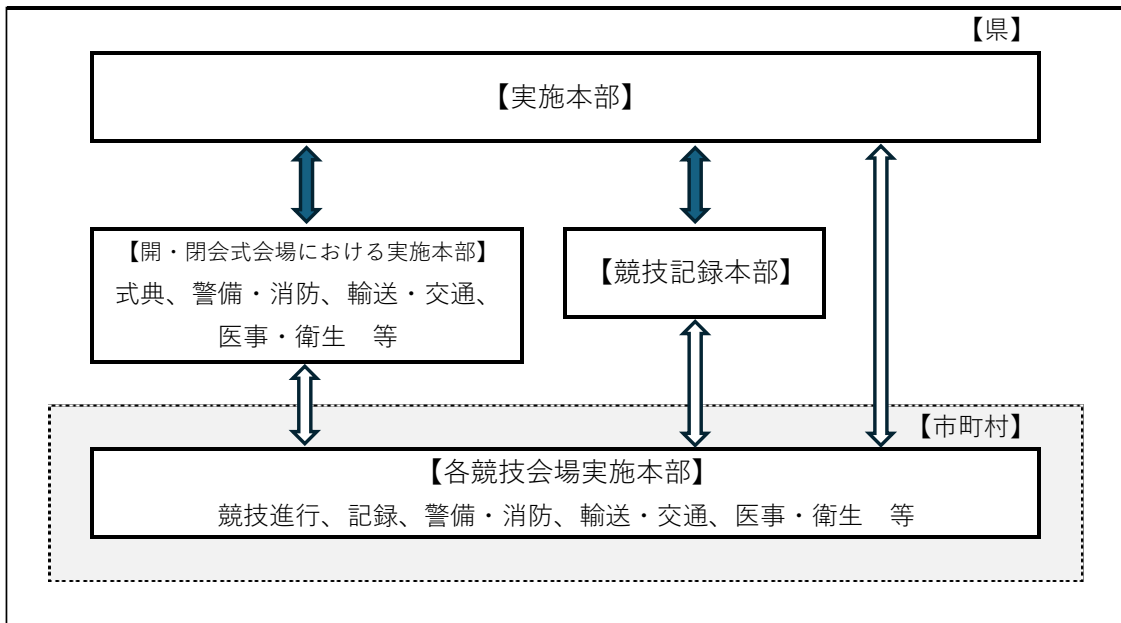 【県】
【実施本部】
【開・閉会式会場における実施本部】
式典、警備・消防、輸送・交通、
医事・衛生　等
【競技記録本部】
【市町村】
【各競技会場実施本部】
競技進行、記録、警備・消防、輸送・交通、医事・衛生　等